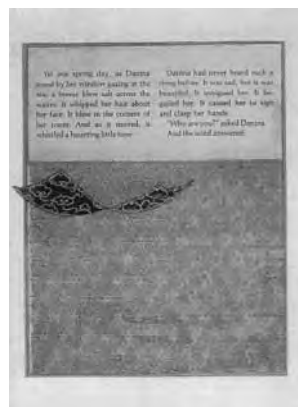 Yet one spring day, as Danina
stood by her window gazing at the
sea, a breeze blew salt across the
waters. It whipped her hair about
her face. It blew in the corners of
her room. And as it moved, it
whistled a haunting little tune.
Danina had never heard such a
song before. It was sad, but it was
beautiful. It intrigued her. It be-
guiled her. It caused her to sigh
and clasp her hands.
"Who are you?" asked Danina.
And the wind answered: